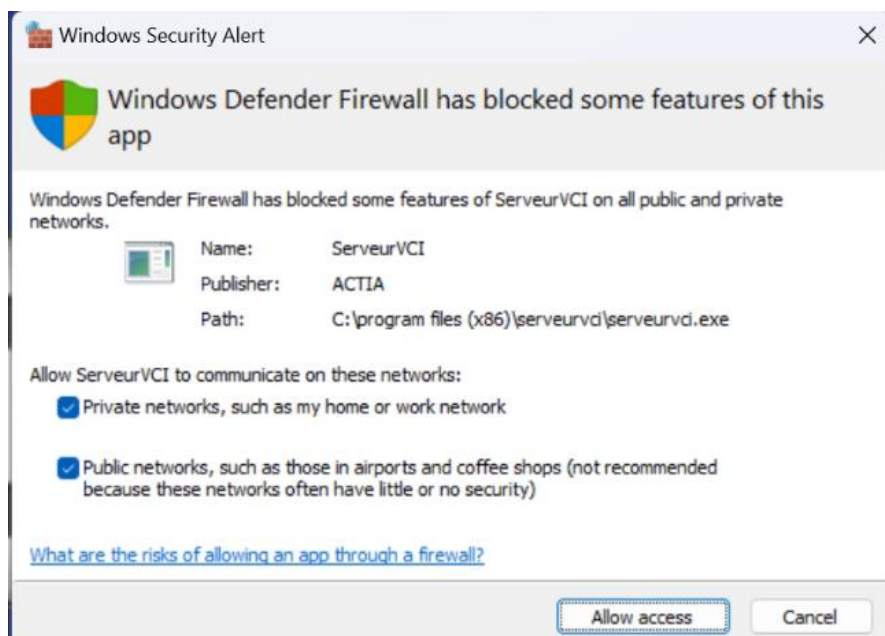 Windows Security Alert
Windows Defender Firewall has blocked some features of this
app
Windows Defender Firewall has blocked some features of ServeurVCI on all public and private
networks.
Name: ServeurVCI
Publisher: ACTIA
Path: C:\program files (x86)\serveurvci\serveurvci.exe
Allow ServeurVCI to communicate on these networks:
Private networks, such as my home or work network
Public networks, such as those in airports and coffee shops (not recommended
because these networks often have little or no security)
What are the risks of allowing an app through a firewall?
Allow access Cancel